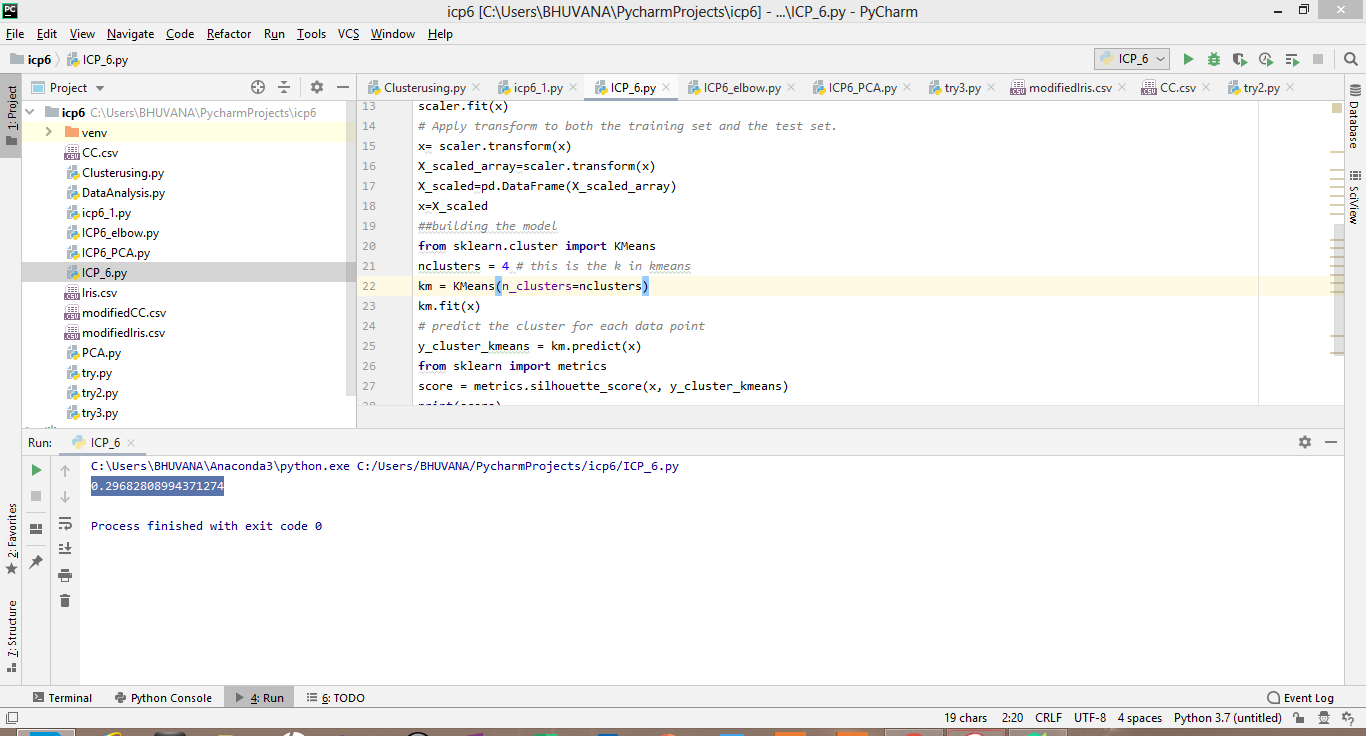 icp6 [C:\Users\BHUVANA\PycharmProjects\icp6] - ...\ICP_6.py - PyCharm
File Edit View Navigate Code Refactor Run Tools VCS Window Help
icp6 ICP_6.py ICP_6
Project
1: Project
Clusterusing.py icp6_1.py ICP_6.py ICP6_elbow.py ICP6_PCA.py try3.py modifiedIris.csv CC.csv try2.py
icp6 C:\Users\BHUVANA\PycharmProjects\icp6
venv
CC.csv
Clusterusing.py
DataAnalysis.py
icp6_1.py
ICP6_elbow.py
ICP6_PCA.py
ICP_6.py
Iris.csv
modifiedCC.csv
modifiedIris.csv
PCA.py
try.py
try2.py
try3.py
13 scaler.fit(x)
14 # Apply transform to both the training set and the test set.
15 x= scaler.transform(x)
16 X_scaled_array=scaler.transform(x)
17 X_scaled=pd.DataFrame(X_scaled_array)
18 x=X_scaled
19 ##building the model
20 from sklearn.cluster import KMeans
21 nclusters = 4 # this is the k in kmeans
22 km = KMeans(n_clusters=nclusters)
23 km.fit(x)
24 # predict the cluster for each data point
25 y_cluster_kmeans = km.predict(x)
26 from sklearn import metrics
27 score = metrics.silhouette_score(x, y_cluster_kmeans)
28 print(score)
Database
SciView
Run: ICP_6
C:\Users\BHUVANA\Anaconda3\python.exe C:/Users/BHUVANA/PycharmProjects/icp6/ICP_6.py
0.29682808994371274
Process finished with exit code 0
2: Favorites
7: Structure
Terminal Python Console 4: Run 6: TODO Event Log
19 chars 2:20 CRLF UTF-8 4 spaces Python 3.7 (untitled)